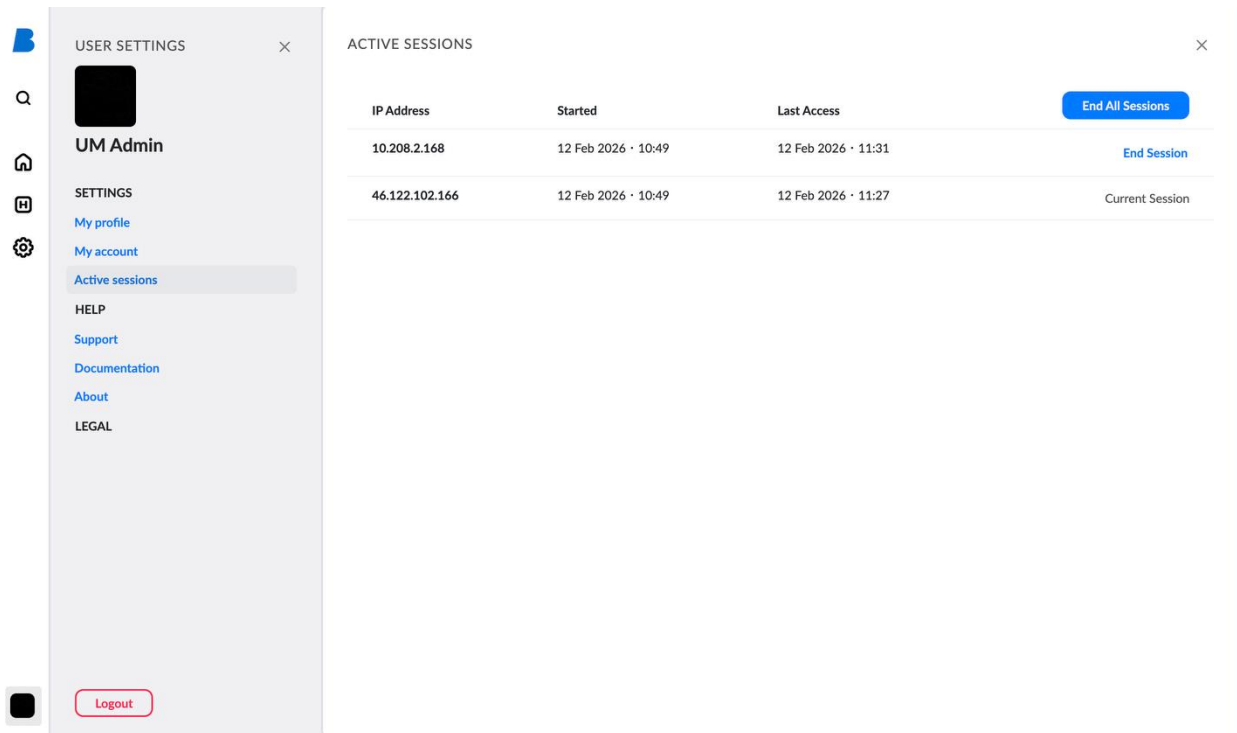 USER SETTINGS
UM Admin
SETTINGS
My profile
My account
Active sessions
HELP
Support
Documentation
About
LEGAL
Logout
ACTIVE SESSIONS
IP Address Started Last Access End All Sessions
10.208.2.168 12 Feb 2026 · 10:49 12 Feb 2026 · 11:31 End Session
46.122.102.166 12 Feb 2026 · 10:49 12 Feb 2026 · 11:27 Current Session